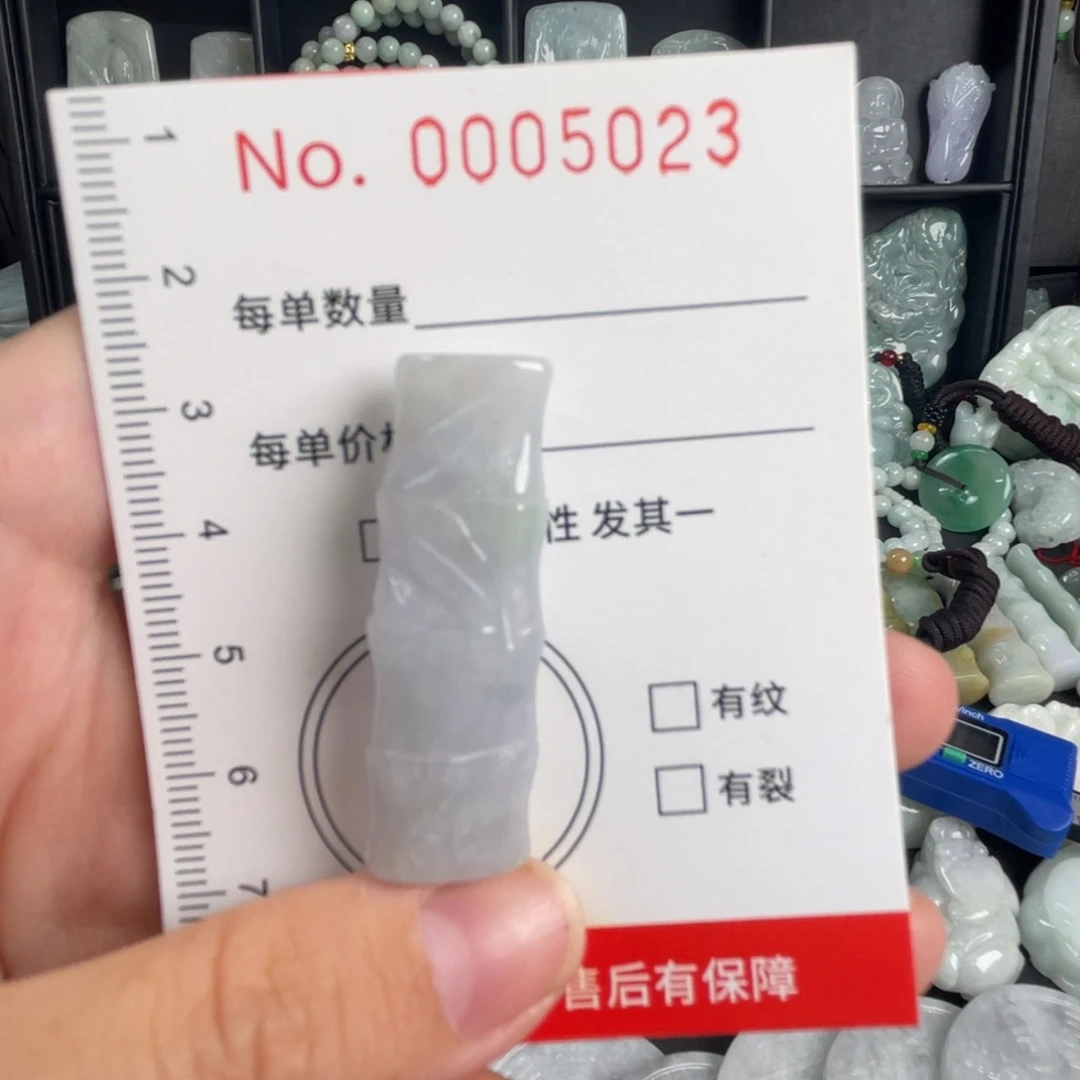 No. 0005023
每单数量
每单价
性发其一
有纹
有裂
售后有保障
1
2
3
4
5
6
7
/inch
ZERO